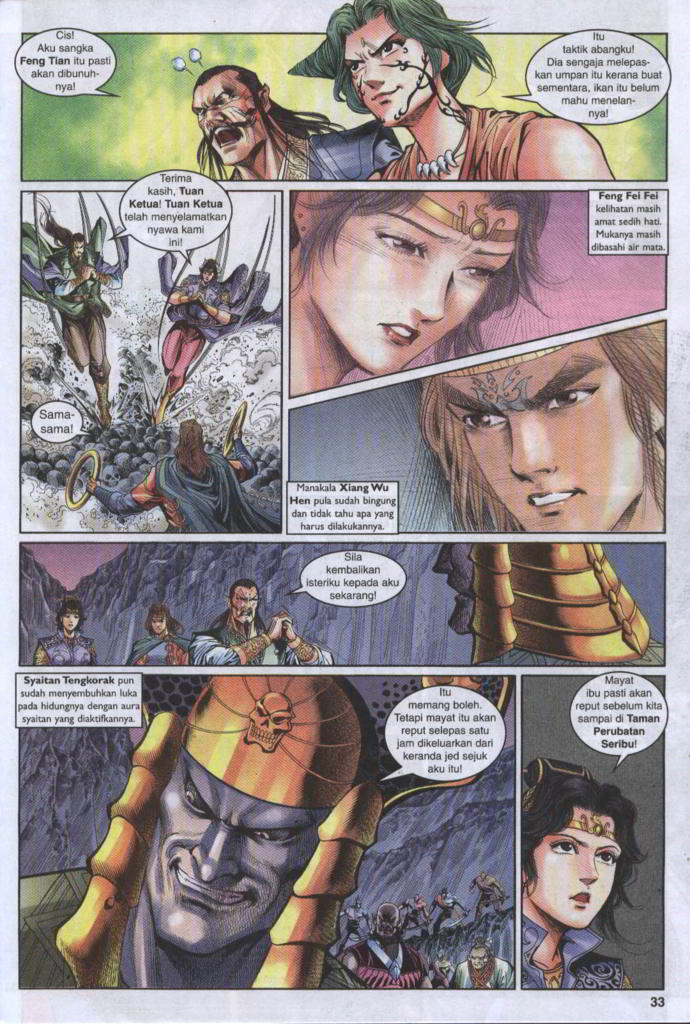 Cis!
Aku sangka
Feng Tian itu pasti
akan dibunuh-
nya!
Itu
taktik abangku!
Dia sengaja melepas-
kan umpan itu kerana buat
sementara, ikan itu belum
mahu menelan-
nya!
Terima
kasih, Tuan
Ketua! Tuan Ketua
telah menyelamatkan
nyawa kami
ini!
Sama-
sama!
Feng Fei Fei
kelihatan masih
amat sedih hati.
Mukanya masih
dibasahi air mata.
Manakala Xiang Wu
Hen pula sudah bingung
dan tidak tahu apa yang
harus dilakukannya.
Sila
kembalikan
isteriku kepada aku
sekarang!
Syaitan Tengkorak pun
sudah menyembuhkan luka
pada hidungnya dengan aura
syaitan yang diaktifkannya.
Itu
memang boleh.
Tetapi mayat itu akan
reput selepas satu
jam dikeluarkan dari
keranda jed sejuk
aku itu!
Mayat
ibu pasti akan
reput sebelum kita
sampai di Taman
Perubatan
Seribu!
33